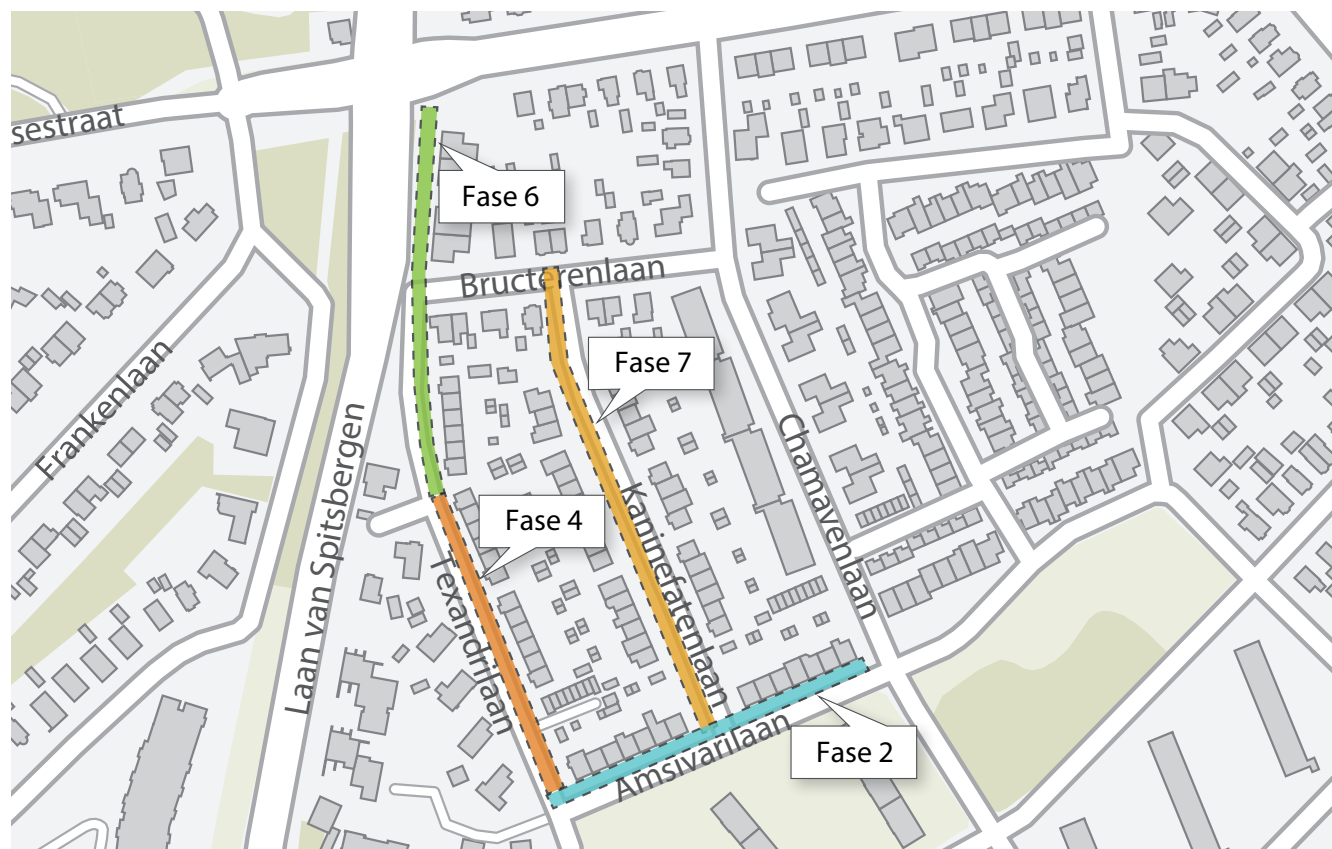 sestraat
Fase 6
Bructerenlaan
Fase 7
Frankenlaan
Laan van Spitsbergen
Chamavenlaan
Kaninefatenlaan
Fase 4
Texandrilaan
Amsivarilaan
Fase 2